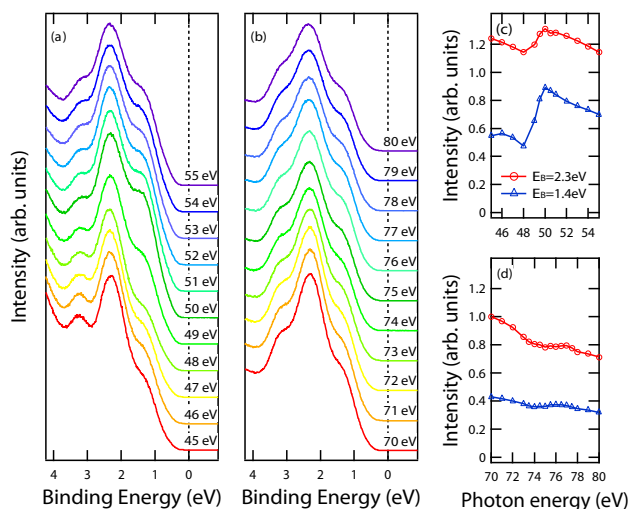 (a)
55 eV
54 eV
53 eV
52 eV
51 eV
50 eV
49 eV
48 eV
47 eV
46 eV
45 eV
4 3 2 1 0
Binding Energy (eV)
Intensity (arb. units)
(b)
80 eV
79 eV
78 eV
77 eV
76 eV
75 eV
74 eV
73 eV
72 eV
71 eV
70 eV
4 3 2 1 0
Binding Energy (eV)
(c)
1.2
1.0
0.8
0.6
0.4
0.2
0
Intensity (arb. units)
EB=2.3eV
EB=1.4eV
46 48 50 52 54
(d)
1.2
1.0
0.8
0.6
0.4
0.2
0
Intensity (arb. units)
70 72 74 76 78 80
Photon energy (eV)